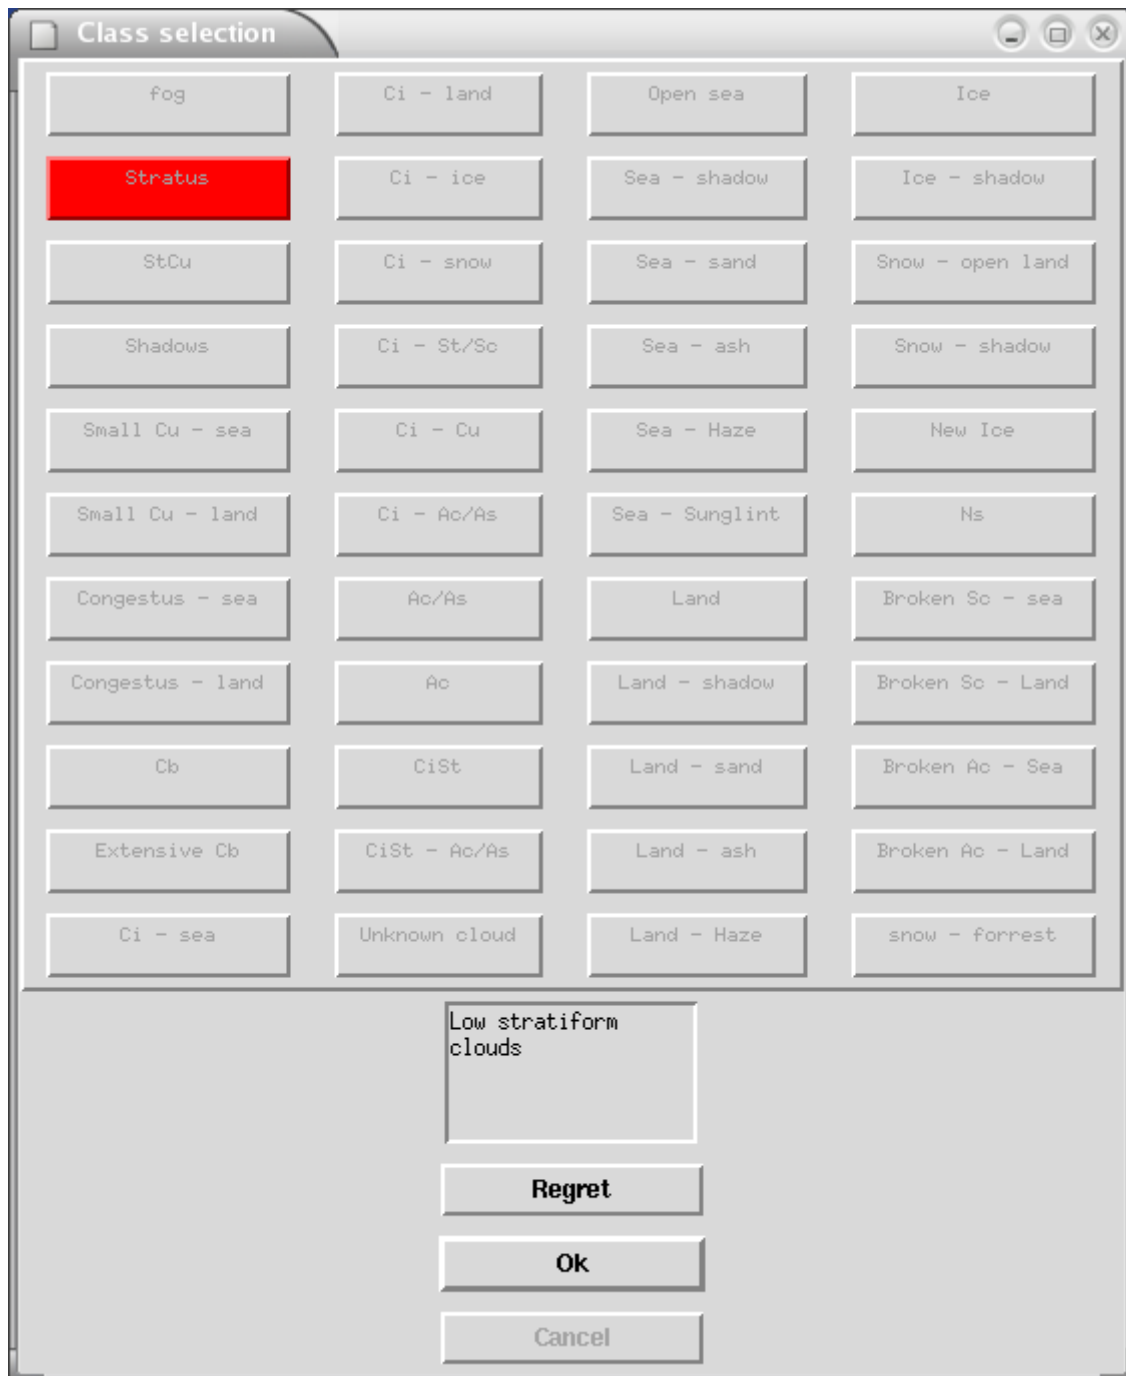 Class selection
fog Ci - land Open sea Ice
Stratus Ci - ice Sea - shadow Ice - shadow
StCu Ci - snow Sea - sand Snow - open land
Shadows Ci - St/Sc Sea - ash Snow - shadow
Small Cu - sea Ci - Cu Sea - Haze New Ice
Small Cu - land Ci - Ac/As Sea - Sunglint Ns
Congestus - sea Ac/As Land Broken Sc - sea
Congestus - land Ac Land - shadow Broken Sc - Land
Cb CiSt Land - sand Broken Ac - Sea
Extensive Cb CiSt - Ac/As Land - ash Broken Ac - Land
Ci - sea Unknown cloud Land - Haze snow - forrest
Low stratiform
clouds
Regret
Ok
Cancel